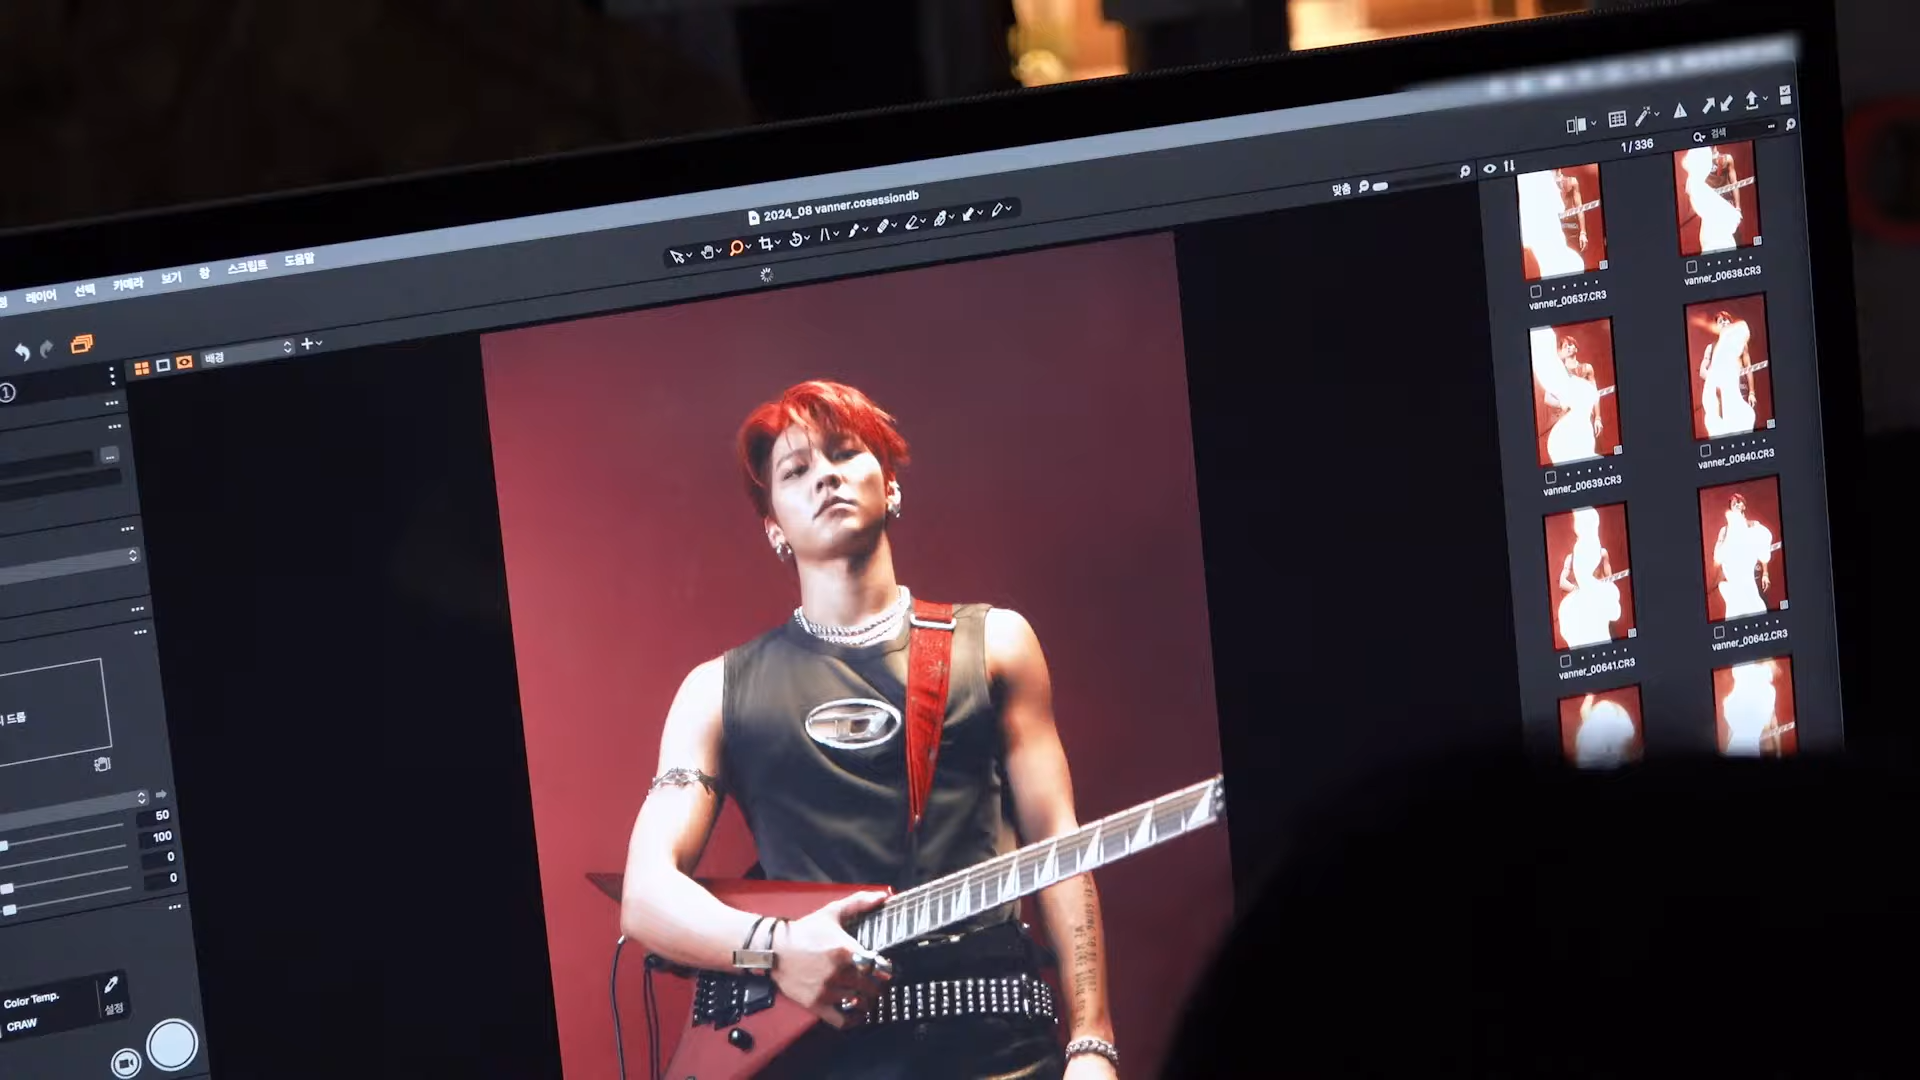 2024_08 vanner.cosessiondb
레이어 선택 카메라 보기 창 스크립트 도움말
맞춤
1 / 336
검색
배경
vanner_00637.CR3
vanner_00638.CR3
vanner_00639.CR3
vanner_00640.CR3
vanner_00641.CR3
vanner_00642.CR3
드롭
50
100
0
0
Color Temp.
설정
CRAW